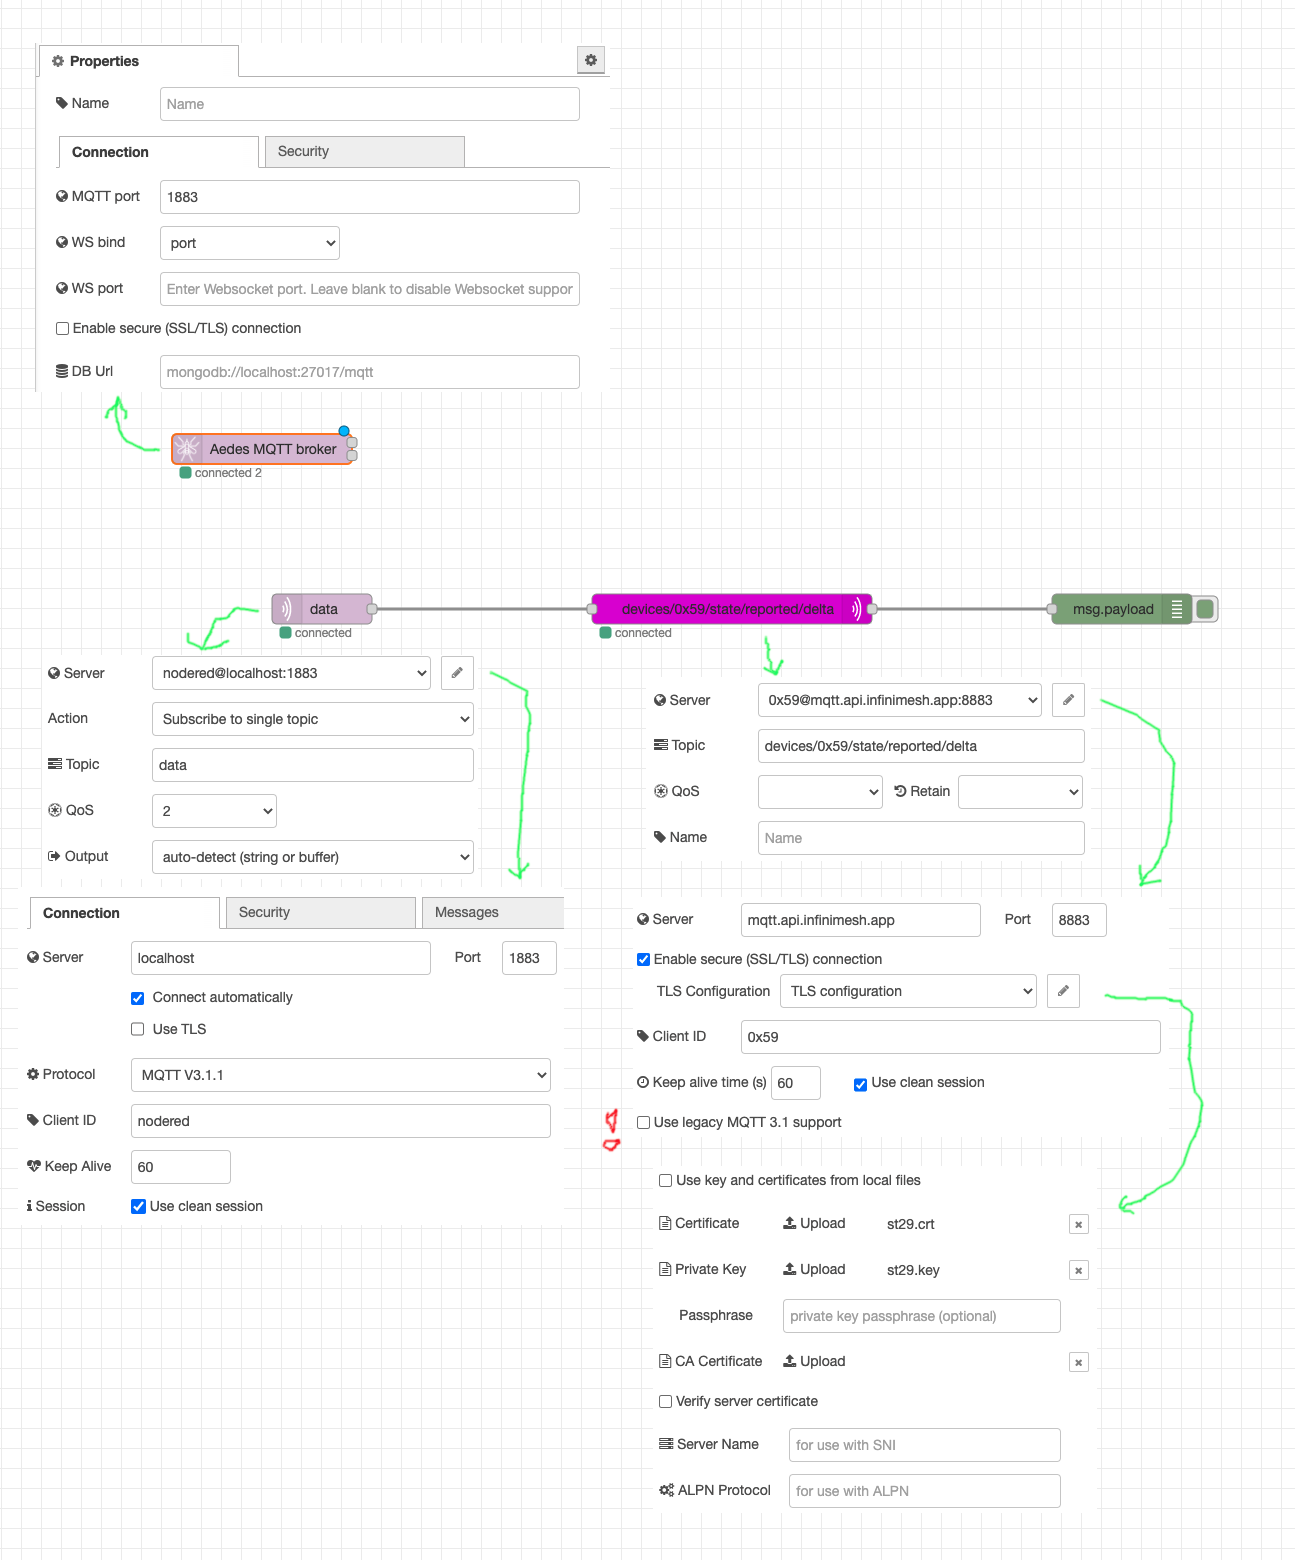 Properties
Name
Name
Connection
Security
MQTT port
1883
WS bind
port
WS port
Enter Websocket port. Leave blank to disable Websocket suppor
Enable secure (SSL/TLS) connection
DB Url
mongodb://localhost:27017/mqtt
Aedes MQTT broker
connected 2
data
connected
devices/0x59/state/reported/delta
connected
msg.payload
Server
nodered@localhost:1883
Action
Subscribe to single topic
Topic
data
QoS
2
Output
auto-detect (string or buffer)
Connection
Security
Messages
Server
localhost
Port
1883
Connect automatically
Use TLS
Protocol
MQTT V3.1.1
Client ID
nodered
Keep Alive
60
Session
Use clean session
Server
0x59@mqtt.api.infinimesh.app:8883
Topic
devices/0x59/state/reported/delta
QoS
Retain
Name
Name
Server
mqtt.api.infinimesh.app
Port
8883
Enable secure (SSL/TLS) connection
TLS Configuration
TLS configuration
Client ID
0x59
Keep alive time (s)
60
Use clean session
!
Use legacy MQTT 3.1 support
Use key and certificates from local files
Certificate
Upload
st29.crt
Private Key
Upload
st29.key
Passphrase
private key passphrase (optional)
CA Certificate
Upload
Verify server certificate
Server Name
for use with SNI
ALPN Protocol
for use with ALPN